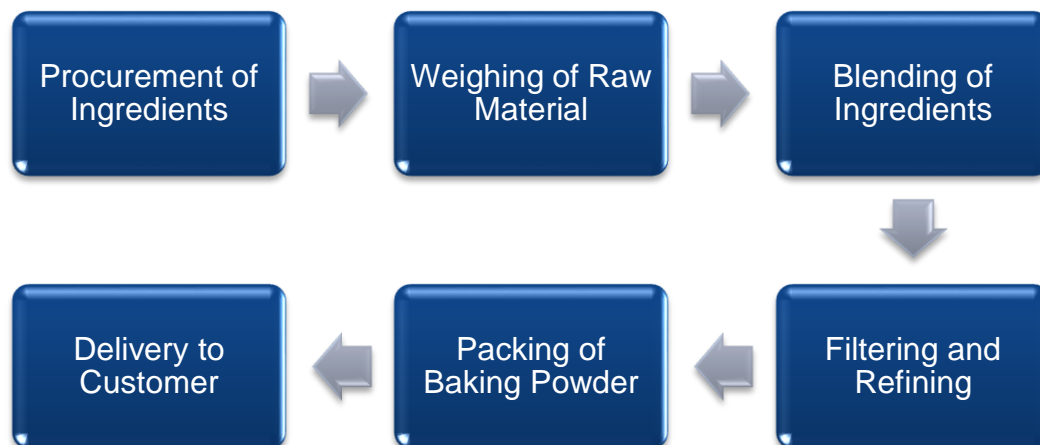 Procurement of
Ingredients
Weighing of Raw
Material
Blending of
Ingredients
Filtering and
Refining
Packing of
Baking Powder
Delivery to
Customer